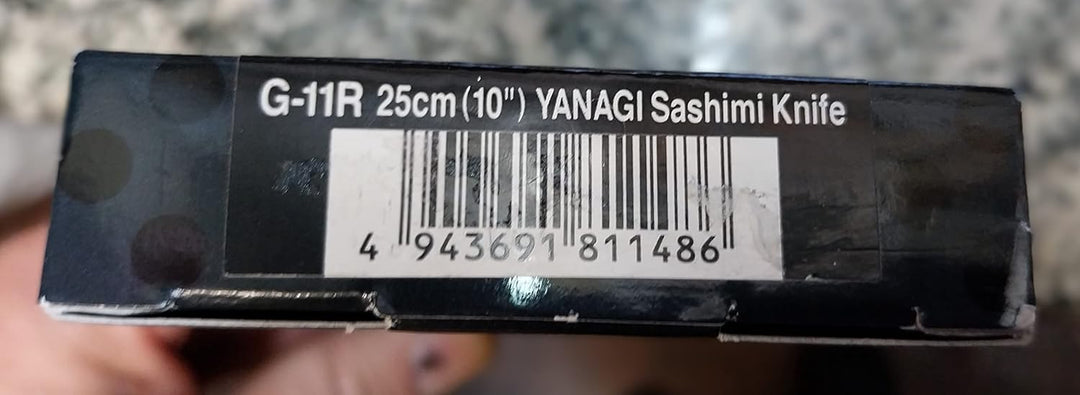 G-11R 25cm (10") YANAGI Sashimi Knife
4 943691 811486